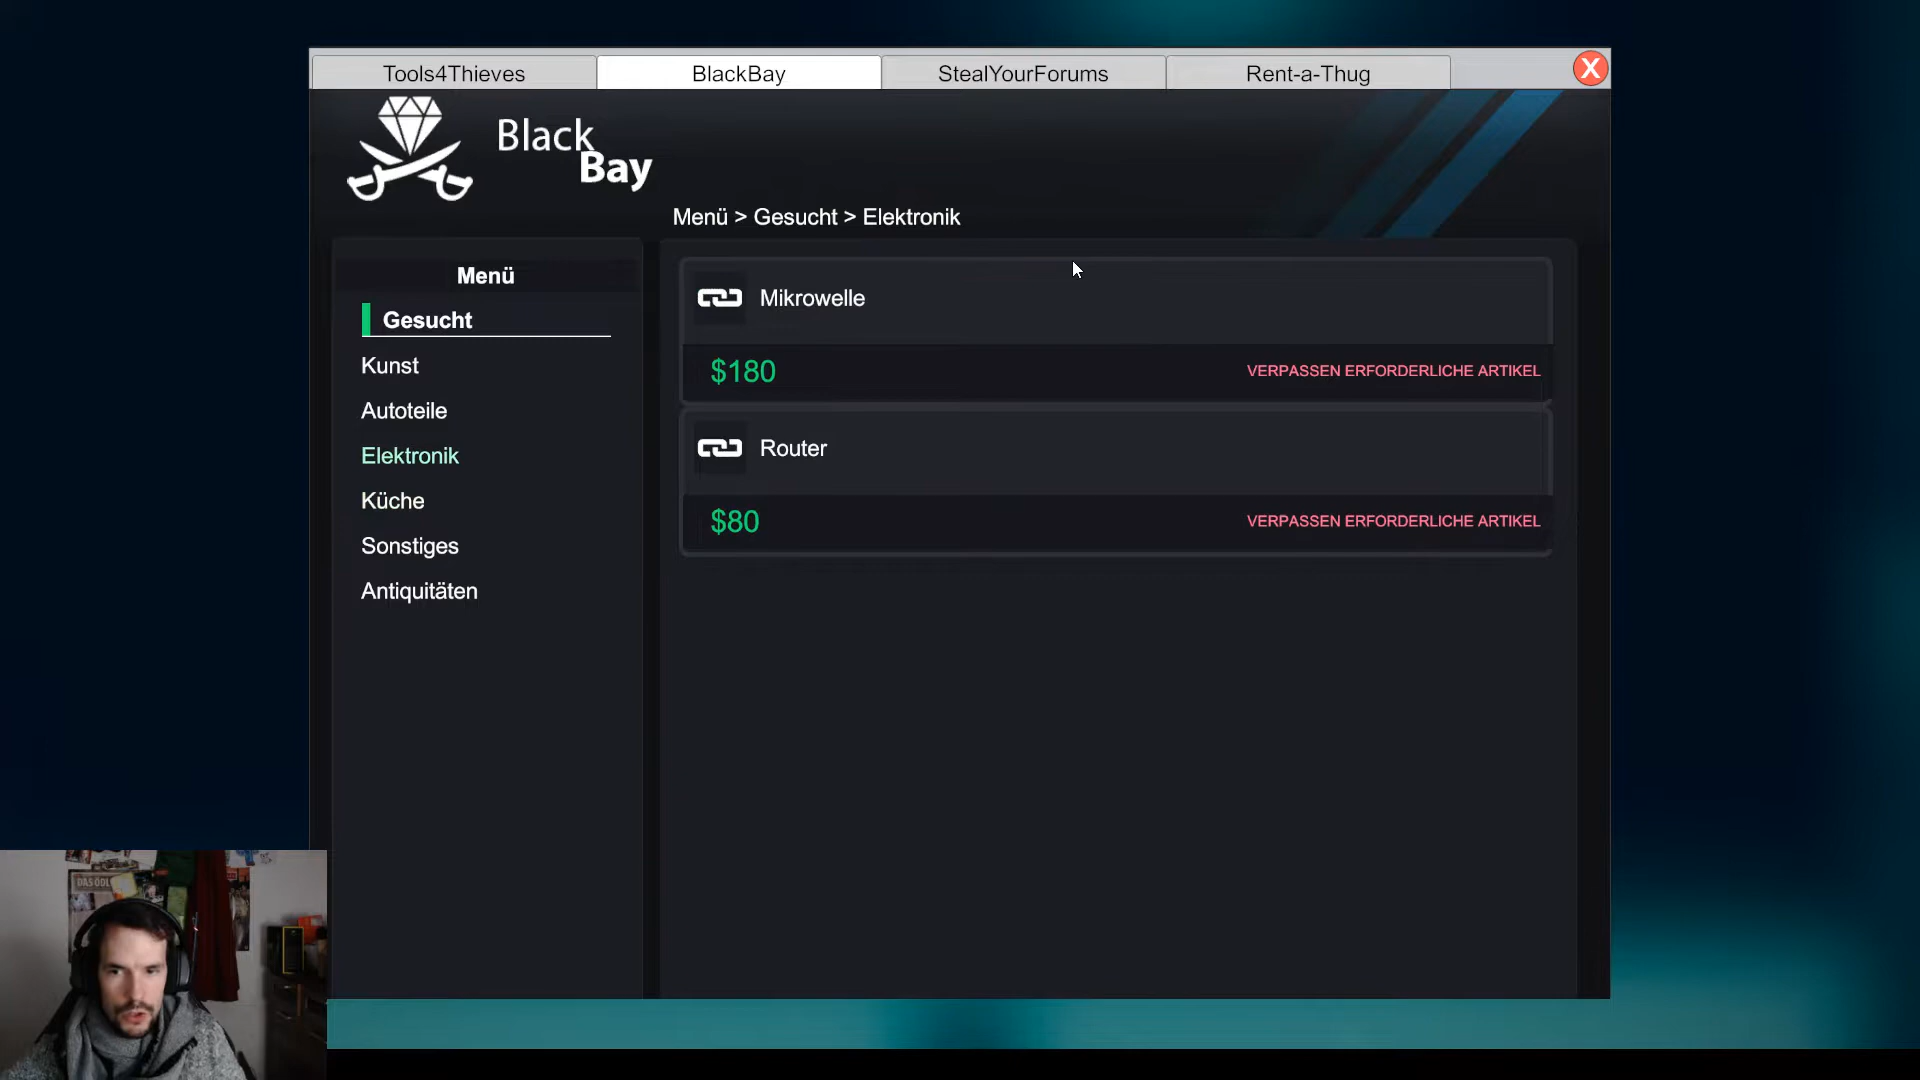 Tools4Thieves
BlackBay
StealYourForums
Rent-a-Thug
X
Black
Bay
Menü > Gesucht > Elektronik
Menü
Gesucht
Kunst
Autoteile
Elektronik
Küche
Sonstiges
Antiquitäten
Mikrowelle
$180
VERPASSEN ERFORDERLICHE ARTIKEL
Router
$80
VERPASSEN ERFORDERLICHE ARTIKEL